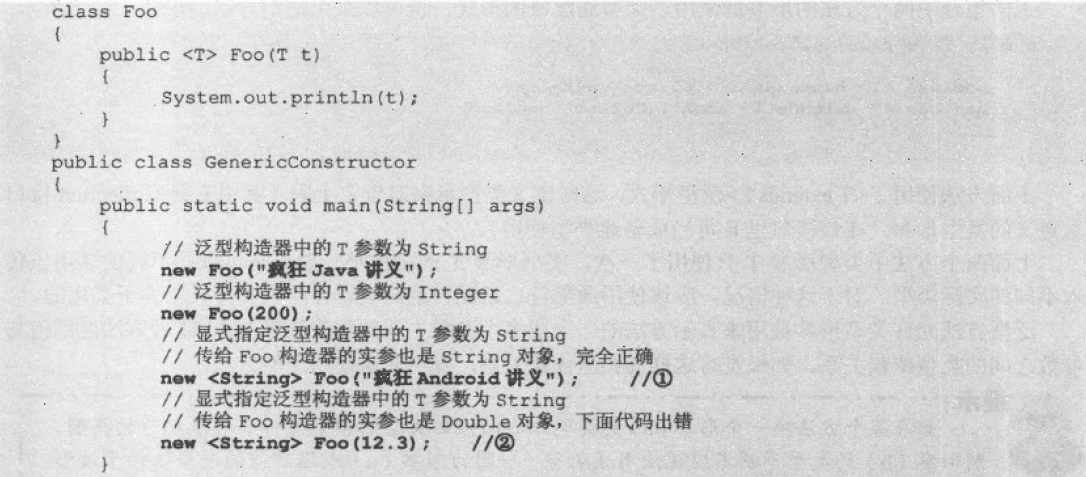 class Foo
{
public <T> Foo(T t)
{
System.out.println(t);
}
}
public class GenericConstructor
{
public static void main(String[] args)
{
// 泛型构造器中的 T 参数为 String
new Foo("疯狂 Java 讲义");
// 泛型构造器中的 T 参数为 Integer
new Foo(200);
// 显式指定泛型构造器中的 T 参数为 String
// 传给 Foo 构造器的实参也是 String 对象，完全正确
new <String> Foo("疯狂 Android 讲义"); //①
// 显式指定泛型构造器中的 T 参数为 String
// 传给 Foo 构造器的实参也是 Double 对象，下面代码出错
new <String> Foo(12.3); //②
}